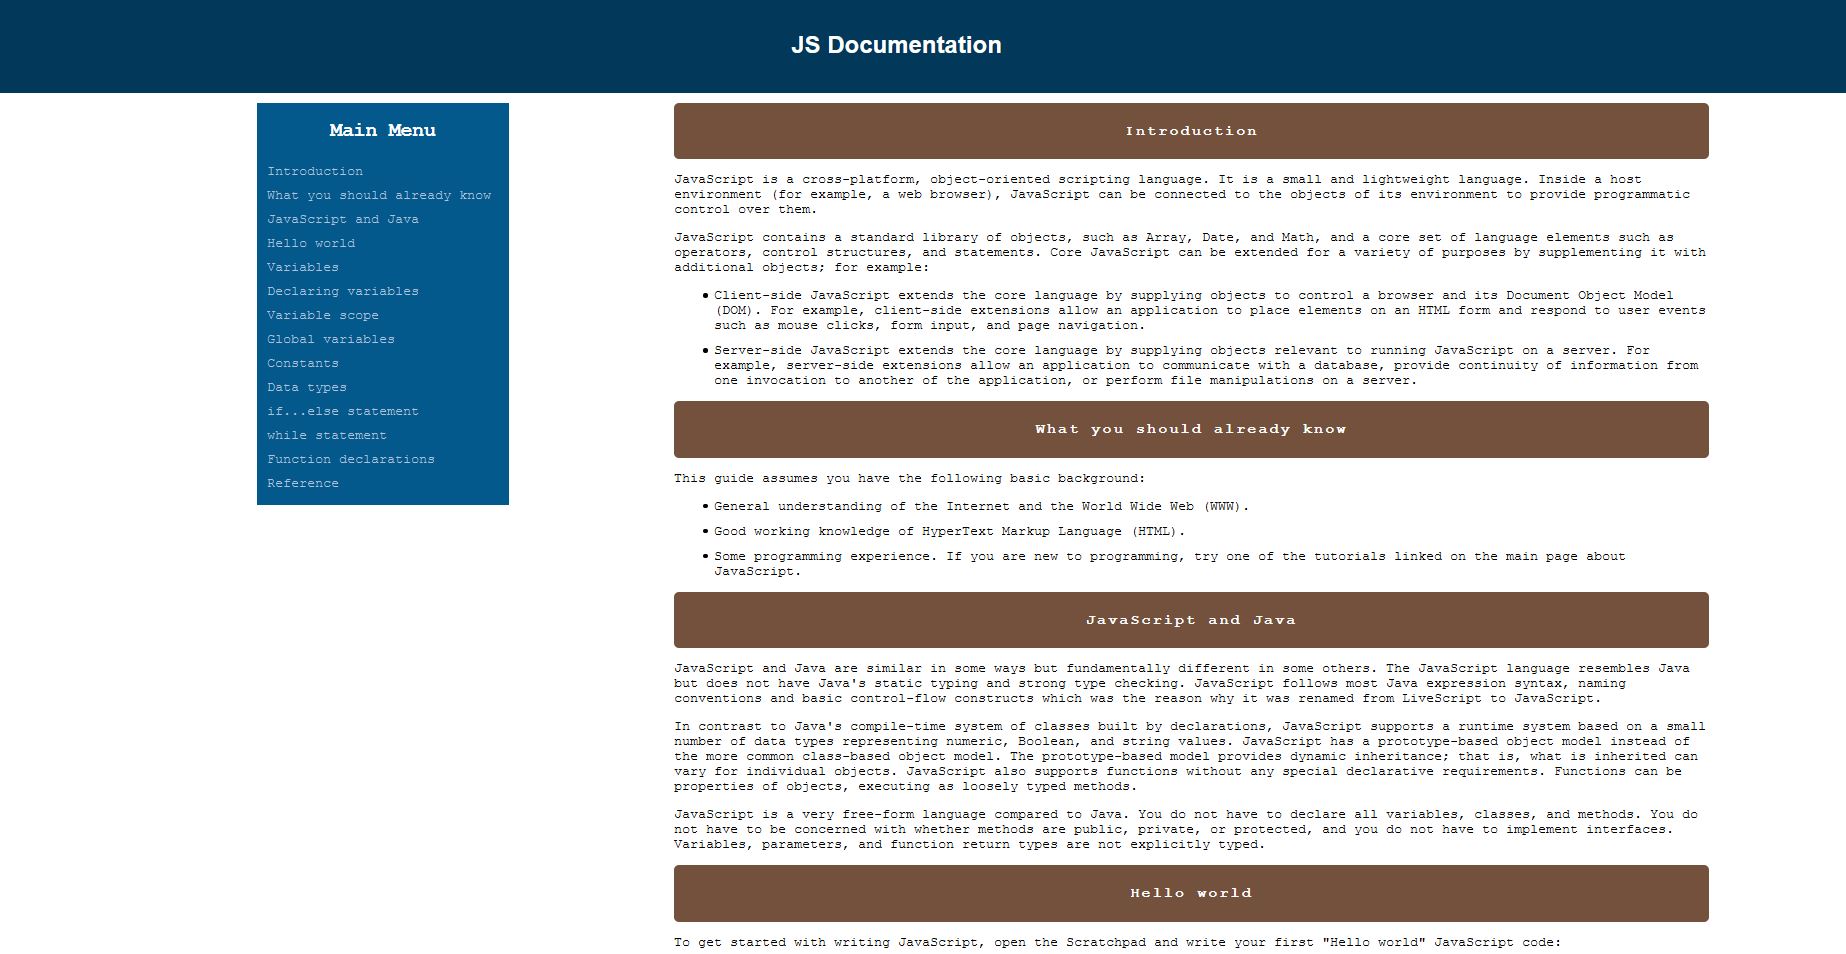 JS Documentation
Main Menu
Introduction
What you should already know
JavaScript and Java
Hello world
Variables
Declaring variables
Variable scope
Global variables
Constants
Data types
if...else statement
while statement
Function declarations
Reference
Introduction
JavaScript is a cross-platform, object-oriented scripting language. It is a small and lightweight language. Inside a host
environment (for example, a web browser), JavaScript can be connected to the objects of its environment to provide programmatic
control over them.
JavaScript contains a standard library of objects, such as Array, Date, and Math, and a core set of language elements such as
operators, control structures, and statements. Core JavaScript can be extended for a variety of purposes by supplementing it with
additional objects; for example:
• Client-side JavaScript extends the core language by supplying objects to control a browser and its Document Object Model
(DOM). For example, client-side extensions allow an application to place elements on an HTML form and respond to user events
such as mouse clicks, form input, and page navigation.
• Server-side JavaScript extends the core language by supplying objects relevant to running JavaScript on a server. For
example, server-side extensions allow an application to communicate with a database, provide continuity of information from
one invocation to another of the application, or perform file manipulations on a server.
What you should already know
This guide assumes you have the following basic background:
• General understanding of the Internet and the World Wide Web (WWW).
• Good working knowledge of HyperText Markup Language (HTML).
• Some programming experience. If you are new to programming, try one of the tutorials linked on the main page about
JavaScript.
JavaScript and Java
JavaScript and Java are similar in some ways but fundamentally different in some others. The JavaScript language resembles Java
but does not have Java's static typing and strong type checking. JavaScript follows most Java expression syntax, naming
conventions and basic control-flow constructs which was the reason why it was renamed from LiveScript to JavaScript.
In contrast to Java's compile-time system of classes built by declarations, JavaScript supports a runtime system based on a small
number of data types representing numeric, Boolean, and string values. JavaScript has a prototype-based object model instead of
the more common class-based object model. The prototype-based model provides dynamic inheritance; that is, what is inherited can
vary for individual objects. JavaScript also supports functions without any special declarative requirements. Functions can be
properties of objects, executing as loosely typed methods.
JavaScript is a very free-form language compared to Java. You do not have to declare all variables, classes, and methods. You do
not have to be concerned with whether methods are public, private, or protected, and you do not have to implement interfaces.
Variables, parameters, and function return types are not explicitly typed.
Hello world
To get started with writing JavaScript, open the Scratchpad and write your first "Hello world" JavaScript code: